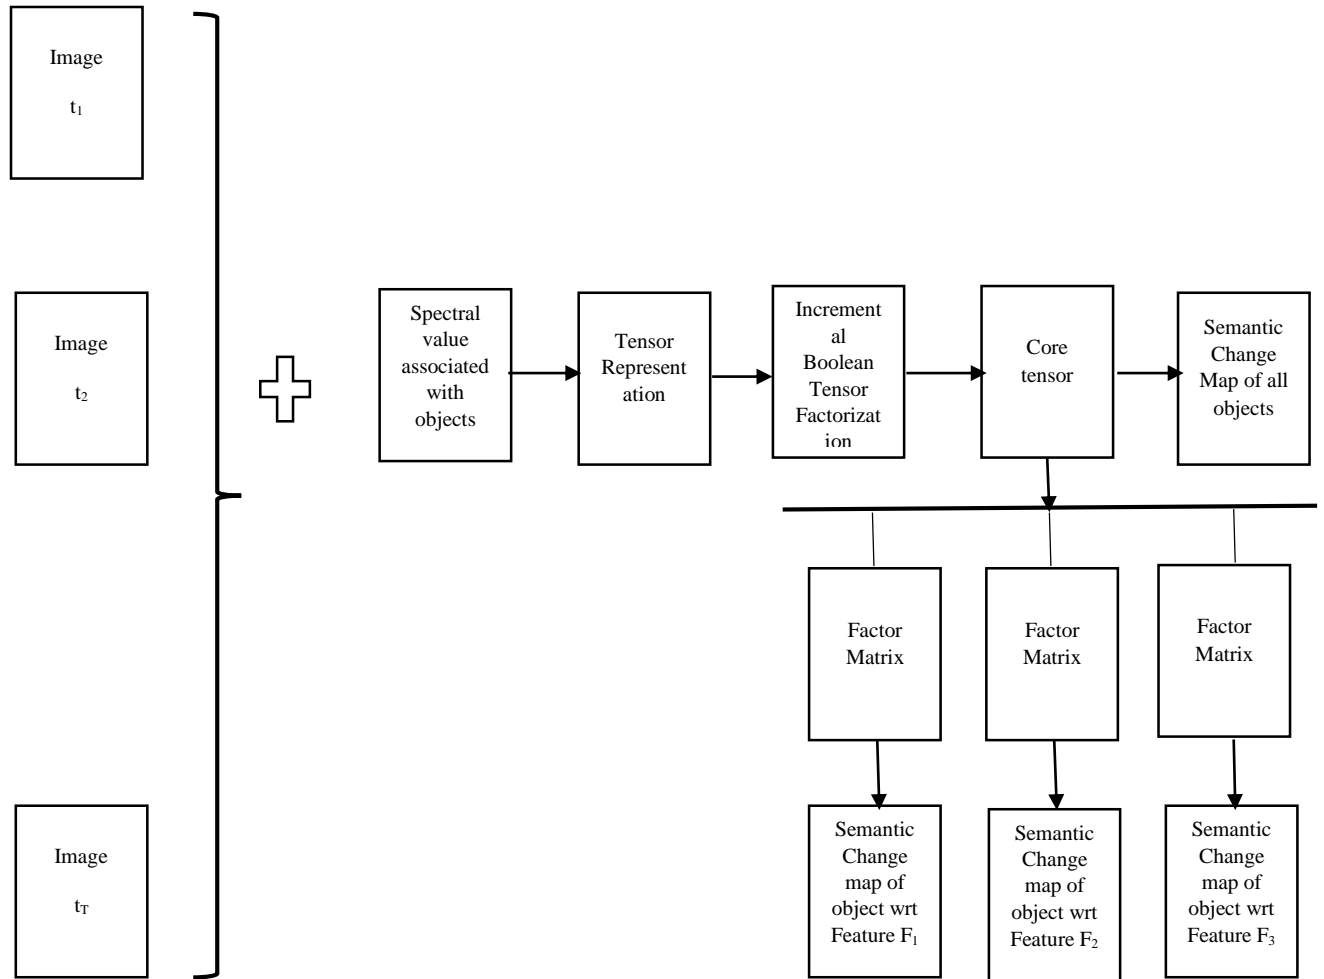 Image
t₁
Image
t₂
Image
t_T
Spectral
value
associated
with
objects
Tensor
Represent
ation
Increment
al
Boolean
Tensor
Factorizat
ion
Core
tensor
Semantic
Change
Map of all
objects
Factor
Matrix
Factor
Matrix
Factor
Matrix
Semantic
Change
map of
object wrt
Feature F₁
Semantic
Change
map of
object wrt
Feature F₂
Semantic
Change
map of
object wrt
Feature F₃